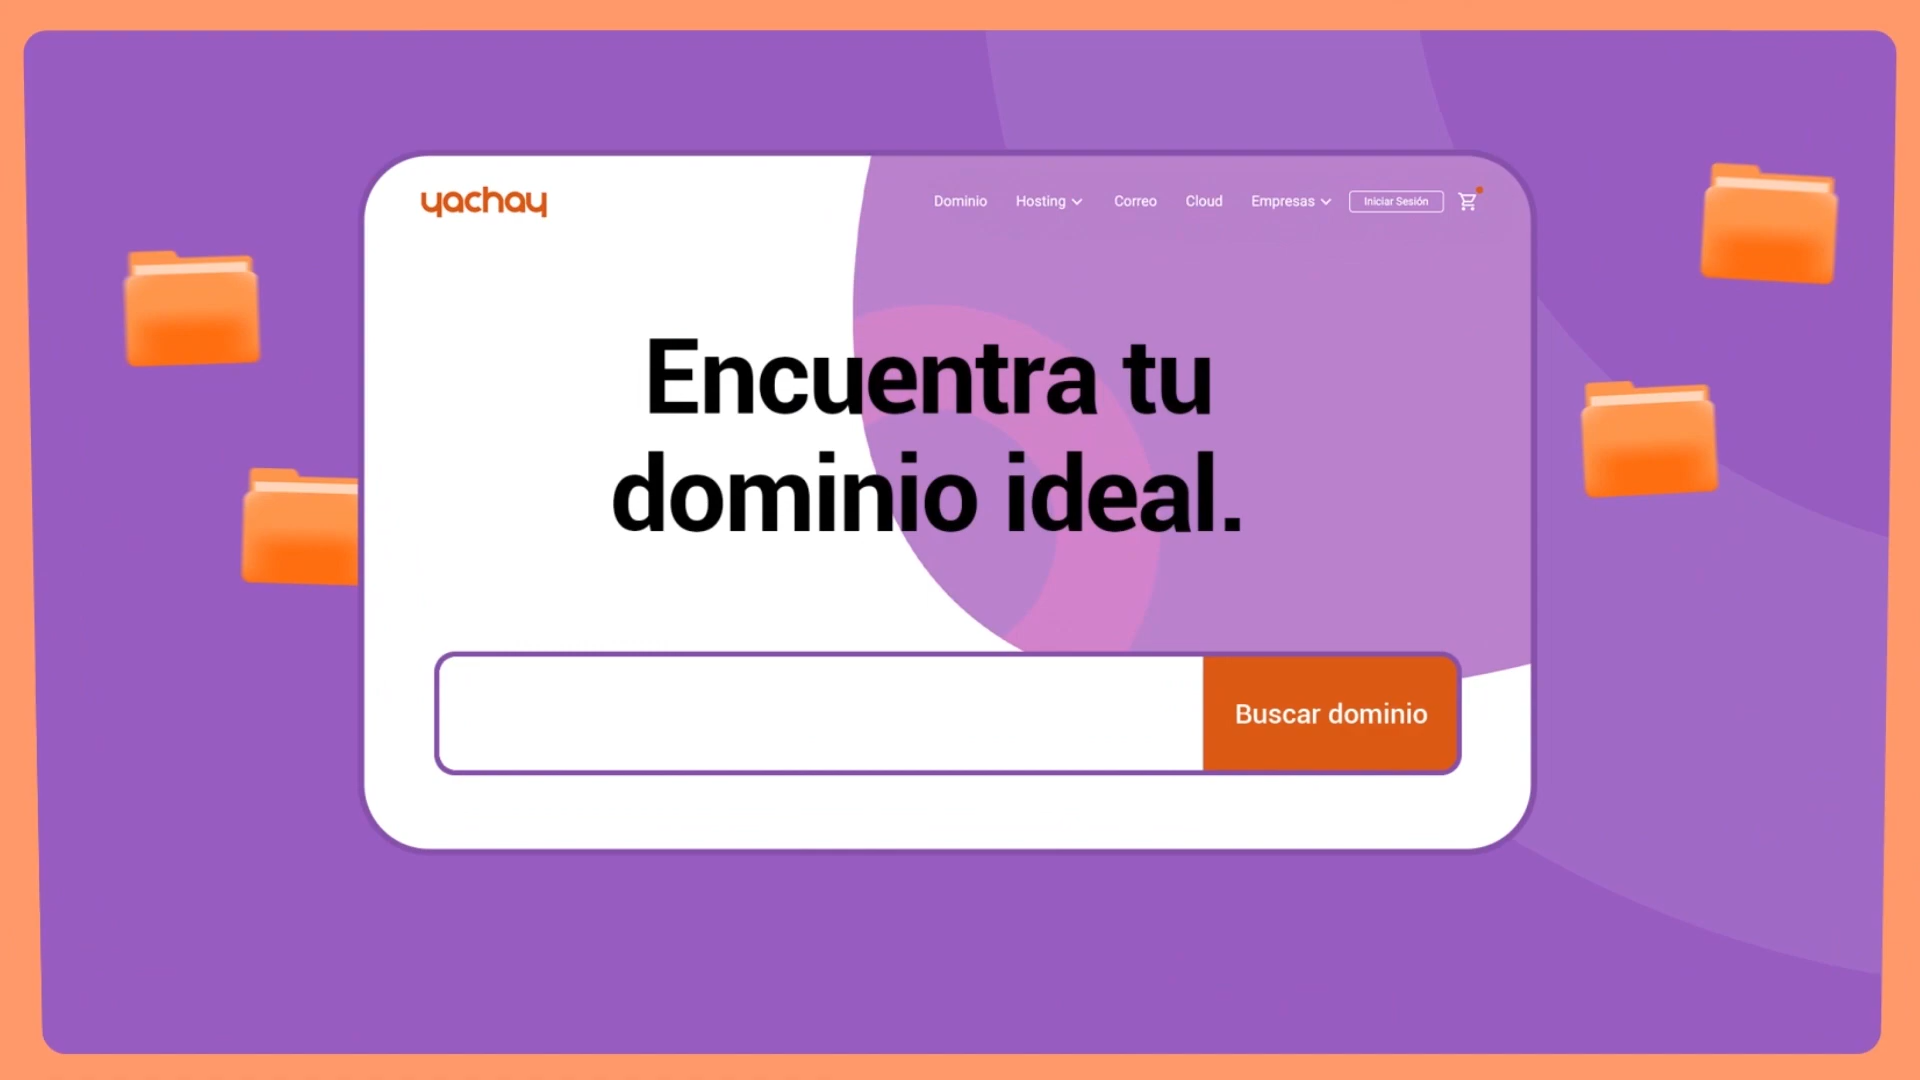 yachay
Dominio Hosting Correo Cloud Empresas Iniciar Sesión
Encuentra tu
dominio ideal.
Buscar dominio